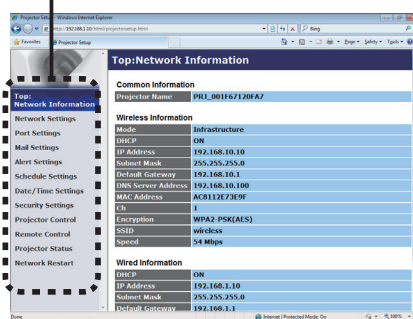 Projector Setup - Windows Internet Explorer
http://192.168.1.10/html/projectorsetup.html
Bing
Favorites Projector Setup
Page Safety Tools
Top:Network Information
Top:
Network Information
Network Settings
Port Settings
Mail Settings
Alert Settings
Schedule Settings
Date/Time Settings
Security Settings
Projector Control
Remote Control
Projector Status
Network Restart
Common Information
Projector Name PRJ_001F67120FA7
Wireless Information
Mode Infrastructure
DHCP ON
IP Address 192.168.10.10
Subnet Mask 255.255.255.0
Default Gateway 192.168.10.1
DNS Server Address 192.168.10.100
MAC Address AC8112E73E9F
Ch 1
Encryption WPA2-PSK(AES)
SSID wireless
Speed 54 Mbps
Wired Information
DHCP ON
IP Address 192.168.1.10
Subnet Mask 255.255.255.0
Default Gateway 192.168.1.1
Done Internet | Protected Mode: On 100%